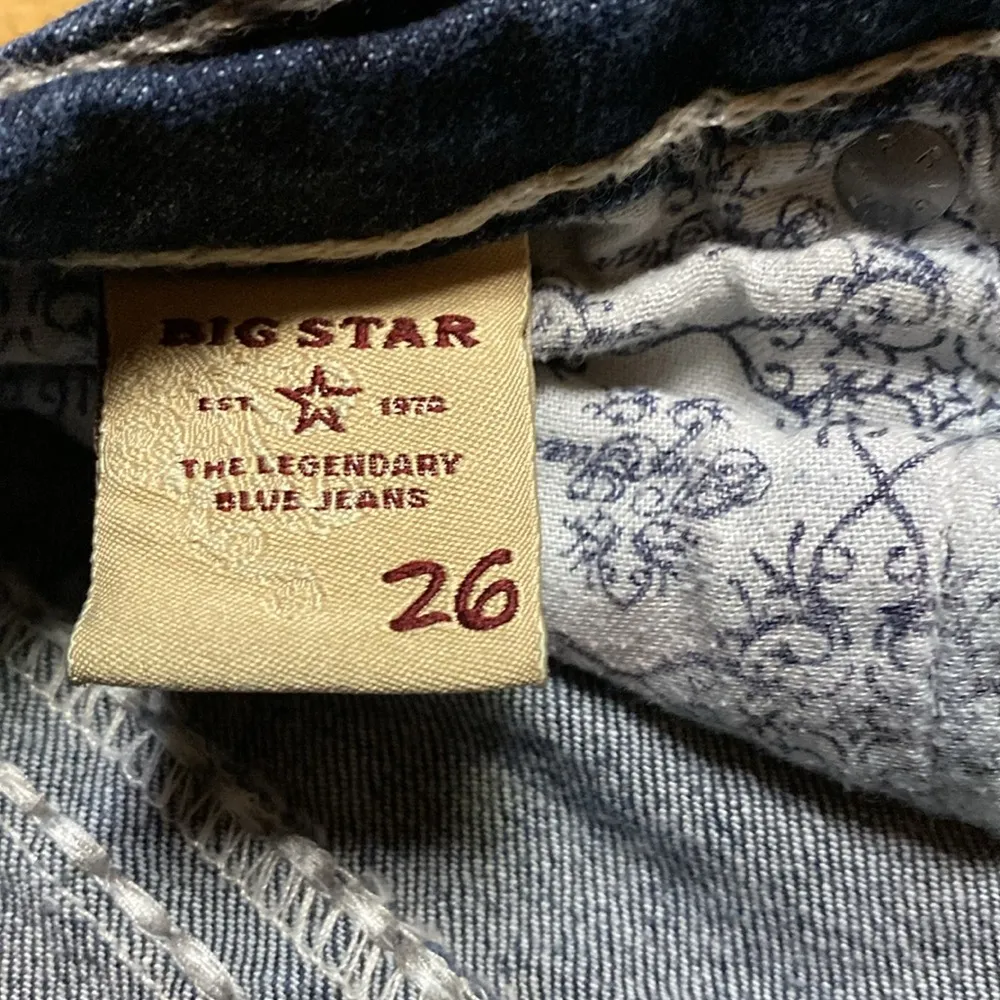 BIG STAR
EST. 1974
THE LEGENDARY
BLUE JEANS
26